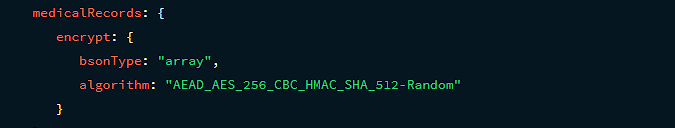 medicalRecords: {
encrypt: {
bsonType: "array",
algorithm: "AEAD_AES_256_CBC_HMAC_SHA_512-Random"
}